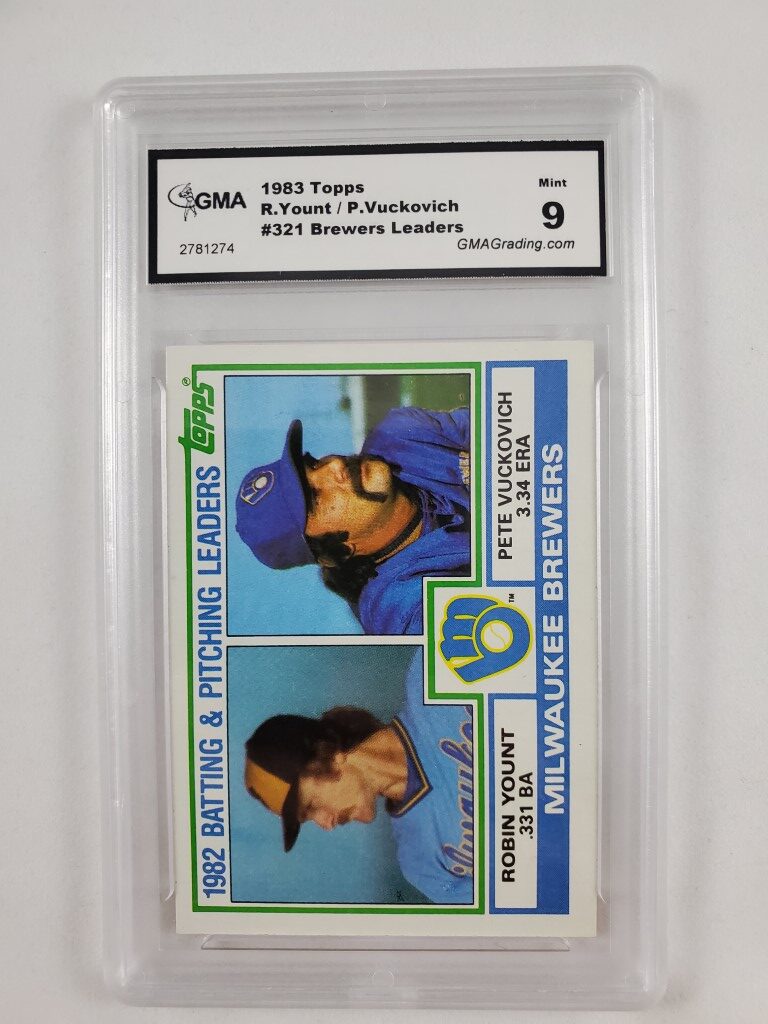 GMA
1983 Topps
R.Yount / P.Vuckovich
#321 Brewers Leaders
2781274
Mint
9
GMAGrading.com
1982 BATTING & PITCHING LEADERS
Topps®
ROBIN YOUNT
.331 BA
PETE VUCKOVICH
3.34 ERA
TM
MILWAUKEE BREWERS